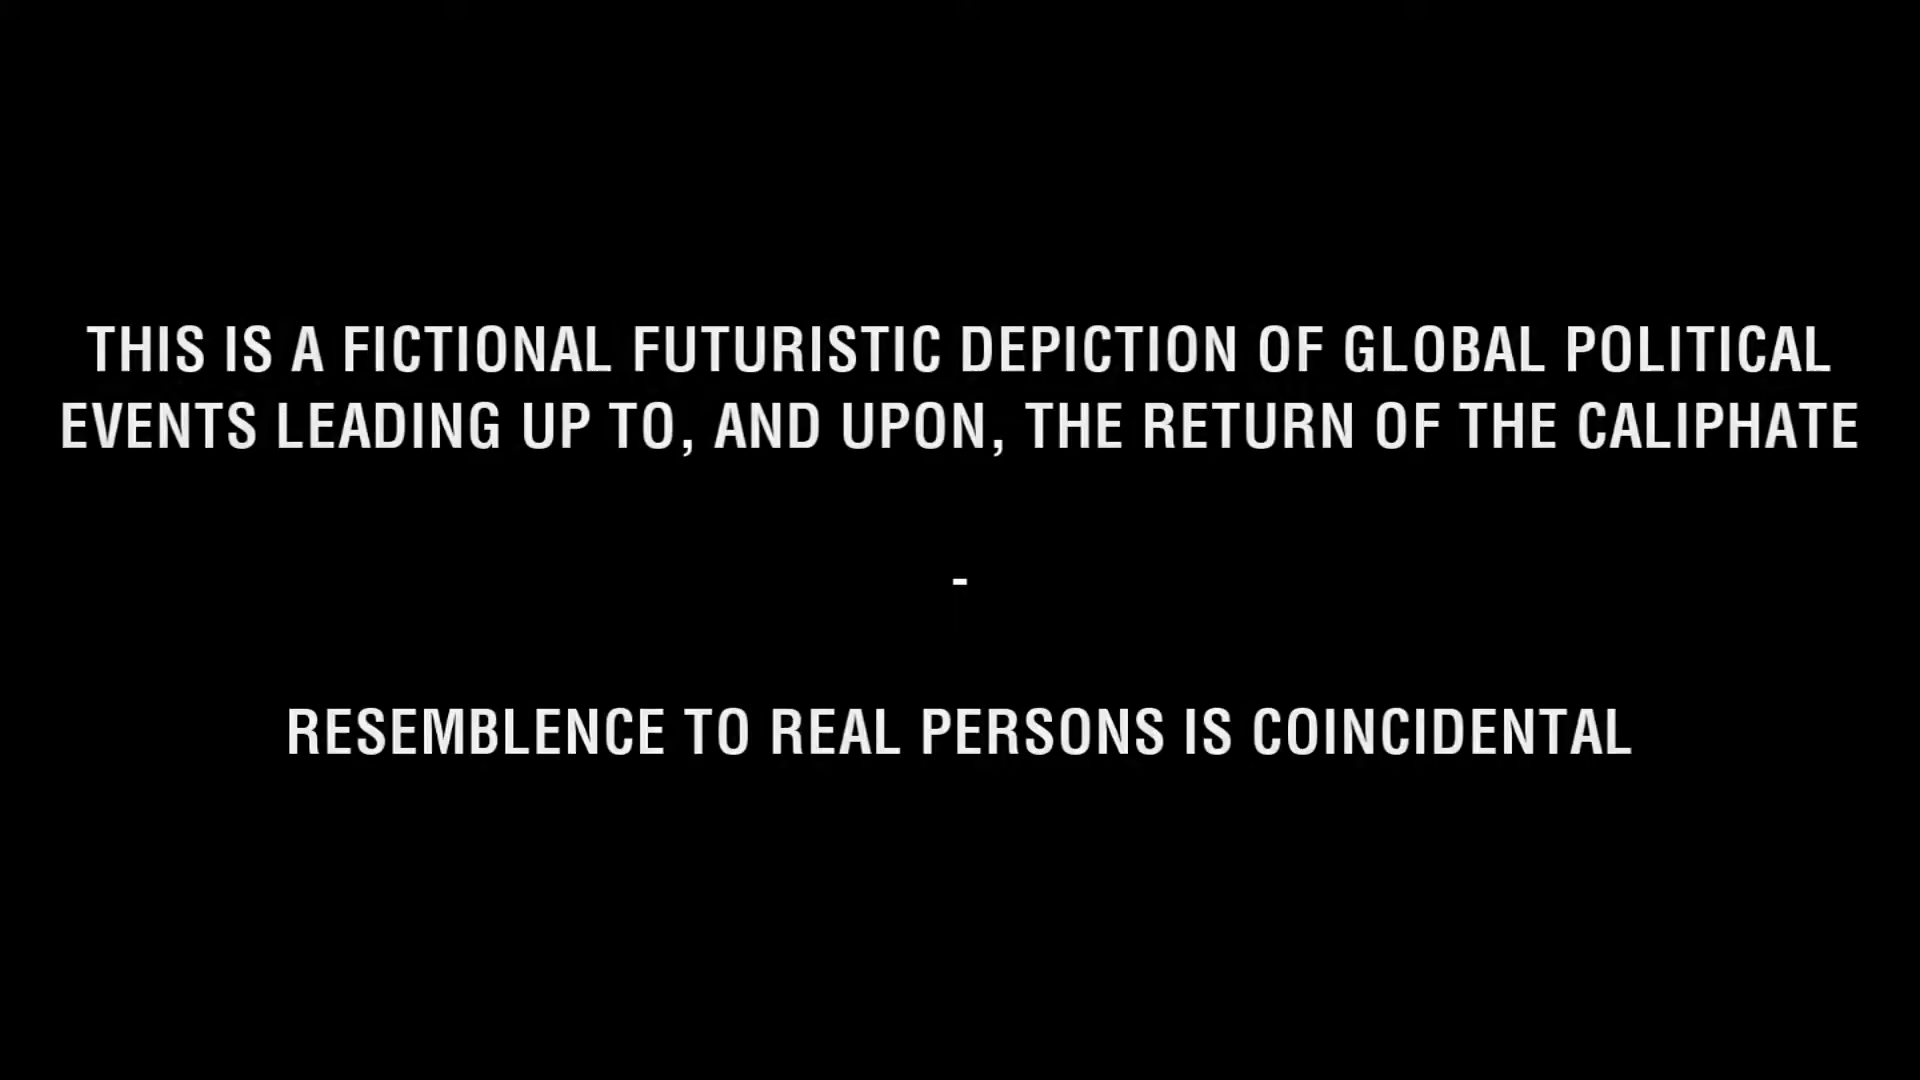 THIS IS A FICTIONAL FUTURISTIC DEPICTION OF GLOBAL POLITICAL
EVENTS LEADING UP TO, AND UPON, THE RETURN OF THE CALIPHATE
-
RESEMBLENCE TO REAL PERSONS IS COINCIDENTAL